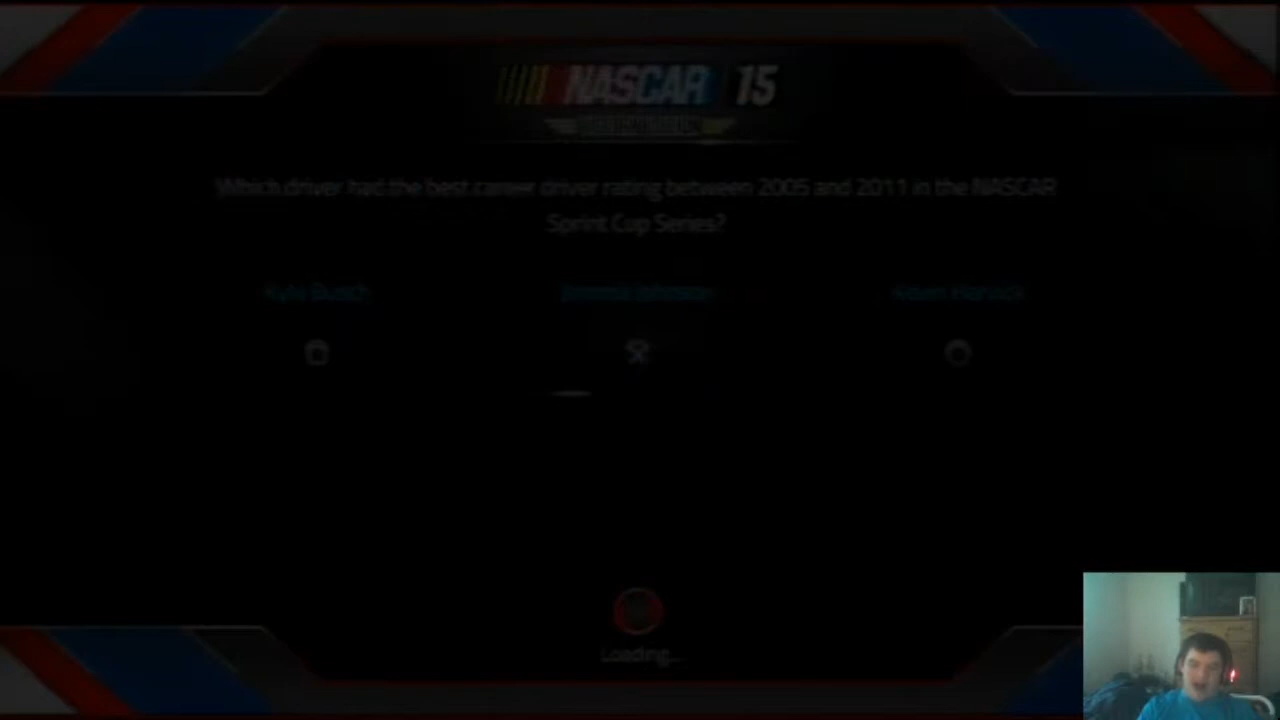 NASCAR 15
Which driver had the best career driver rating between 2005 and 2011 in the NASCAR
Sprint Cup Series?
Kyle Busch Jimmie Johnson Kevin Harvick
Loading...